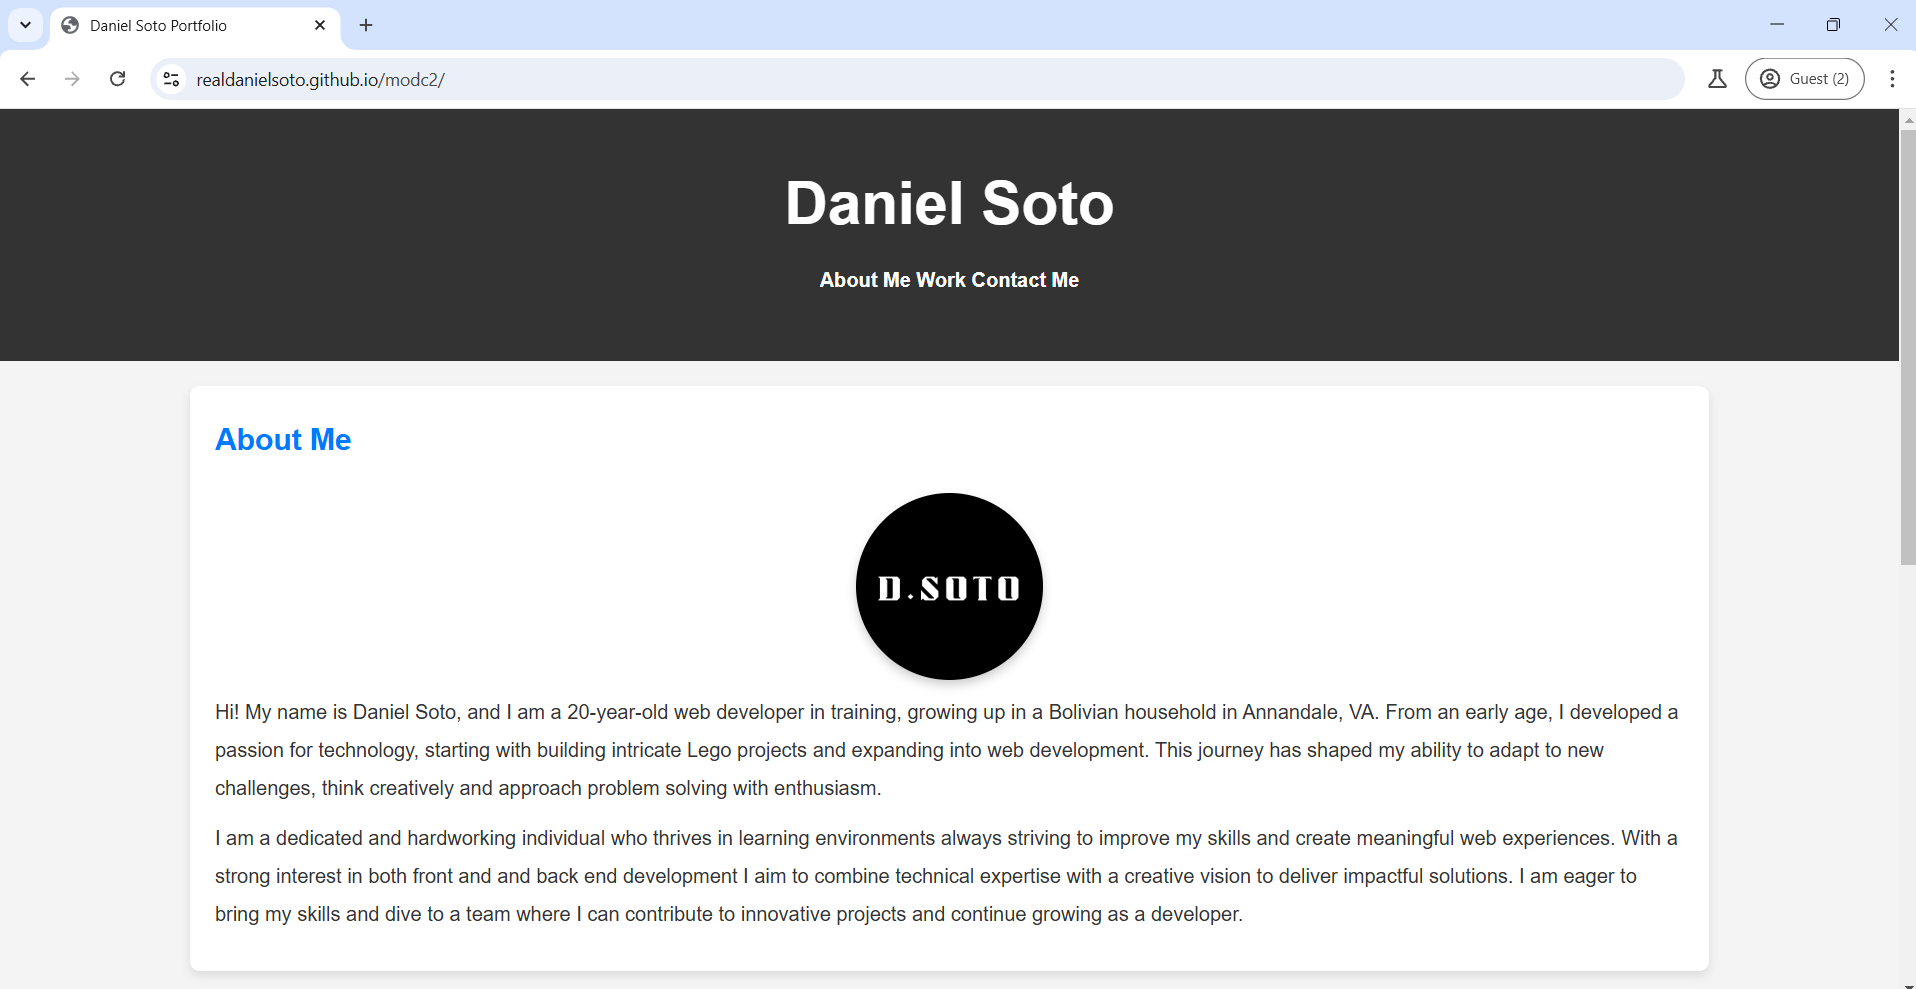 Daniel Soto Portfolio
realdanielsoto.github.io/modc2/
Guest (2)
Daniel Soto
About Me Work Contact Me
About Me
D.SOTO
Hi! My name is Daniel Soto, and I am a 20-year-old web developer in training, growing up in a Bolivian household in Annandale, VA. From an early age, I developed a
passion for technology, starting with building intricate Lego projects and expanding into web development. This journey has shaped my ability to adapt to new
challenges, think creatively and approach problem solving with enthusiasm.
I am a dedicated and hardworking individual who thrives in learning environments always striving to improve my skills and create meaningful web experiences. With a
strong interest in both front and and back end development I aim to combine technical expertise with a creative vision to deliver impactful solutions. I am eager to
bring my skills and dive to a team where I can contribute to innovative projects and continue growing as a developer.